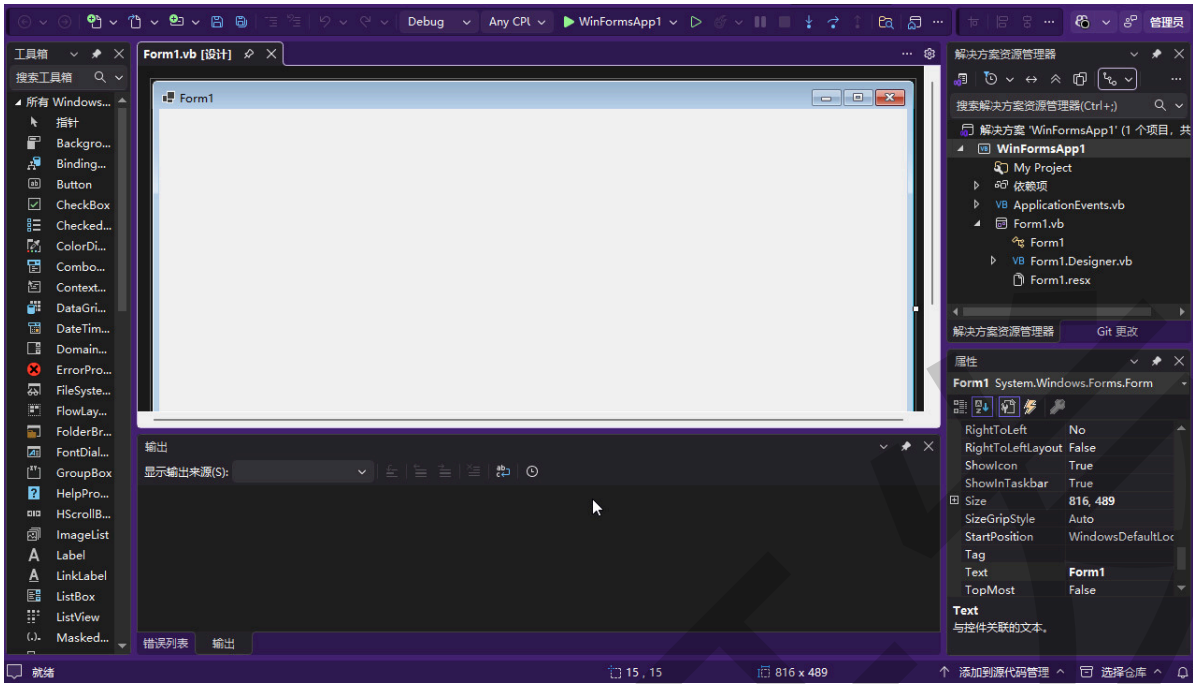 Debug
Any CPU
WinFormsApp1
管理员
工具箱
搜索工具箱
所有 Windows...
指针
Backgro...
Binding...
Button
CheckBox
Checked...
ColorDi...
Combo...
Context...
DataGri...
DateTim...
Domain...
ErrorPro...
FileSyste...
FlowLay...
FolderBr...
FontDial...
GroupBox
HelpPro...
HScrollB...
ImageList
Label
LinkLabel
ListBox
ListView
Masked...
Form1.vb [设计]
Form1
输出
显示输出来源(S):
错误列表
输出
解决方案资源管理器
搜索解决方案资源管理器(Ctrl+;)
解决方案 'WinFormsApp1' (1 个项目, 共
WinFormsApp1
My Project
依赖项
VB ApplicationEvents.vb
Form1.vb
Form1
VB Form1.Designer.vb
Form1.resx
解决方案资源管理器
Git 更改
属性
Form1 System.Windows.Forms.Form
RightToLeft No
RightToLeftLayout False
ShowIcon True
ShowInTaskbar True
Size 816, 489
SizeGripStyle Auto
StartPosition WindowsDefaultLoc
Tag
Text Form1
TopMost False
Text
与控件关联的文本。
就绪
15 , 15
816 x 489
添加到源代码管理
选择仓库